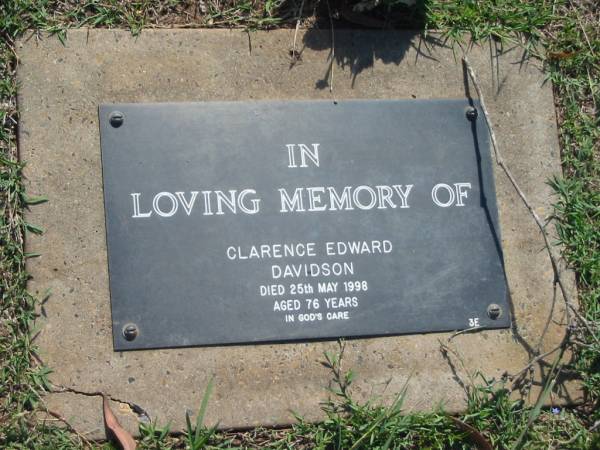 IN
LOVING MEMORY OF
CLARENCE EDWARD
DAVIDSON
DIED 25th MAY 1998
AGED 76 YEARS
IN GOD'S CARE
3E